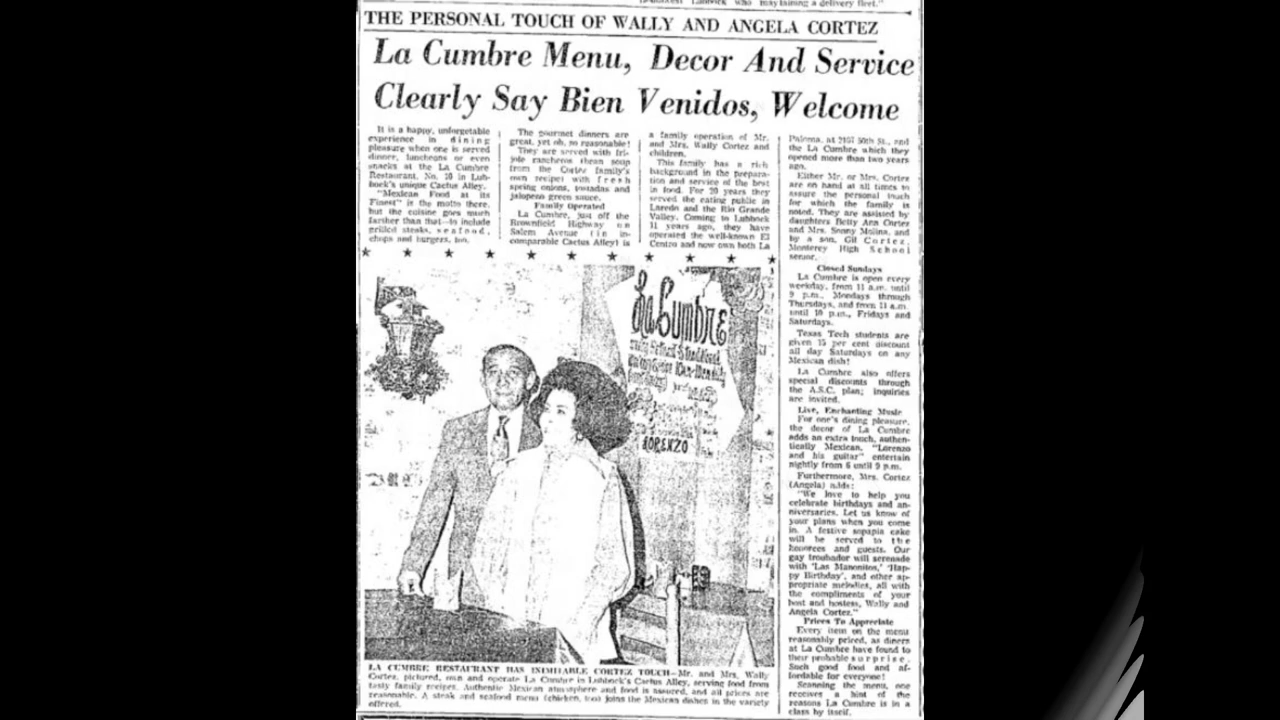 THE PERSONAL TOUCH OF WALLY AND ANGELA CORTEZ
La Cumbre Menu, Decor And Service
Clearly Say Bien Venidos, Welcome
It is a happy, unforgetable
experience in dining
pleasure when one is served
dinner, luncheons or even
snacks at the La Cumbre
Restaurant, No. 10 in Lub-
bock's unique Cactus Alley.
"Mexican Food at its
Finest" is the motto there,
but the cuisine goes much
farther than that—to include
grilled steaks, seafood,
chops and burgers, too.
The gourmet dinners are
great, yet oh, so reasonable!
They are served with fri-
jole rancheros (bean soup
from the Cortez family's
own recipe) with fresh
spring onions, tostadas and
jalopeno green sauce.
Family Operated
La Cumbre, just off the
Brownfield Highway on
Salem Avenue (in in-
comparable Cactus Alley) is
a family operation of Mr.
and Mrs. Wally Cortez and
children.
This family has a rich
background in the prepara-
tion and service of the best
in food. For 20 years they
served the eating public in
Laredo and the Rio Grande
Valley. Coming to Lubbock
11 years ago, they have
operated the well-known El
Centro and now own both La
Paloma, at 2107 50th St., and
the La Cumbre which they
opened more than two years
ago.
Either Mr. or Mrs. Cortez
are on hand at all times to
assure the personal touch
for which the family is
noted. They are assisted by
daughters Betty Ann Cortez
and Mrs. Sonny Molina, and
by a son, Gil Cortez,
Monterey High School
senior.
Closed Sundays
La Cumbre is open every
weekday, from 11 a.m. until
9 p.m., Mondays through
Thursdays, and from 11 a.m.
until 10 p.m., Fridays and
Saturdays.
Texas Tech students are
given 15 per cent discount
all day Saturdays on any
Mexican dish!
La Cumbre also offers
special discounts through
the A.S.C. plan; inquiries
are invited.
Live, Enchanting Music
For one's dining pleasure,
the decor of La Cumbre
adds an extra touch, authen-
tically Mexican. "Lorenzo
and his guitar" entertain
nightly from 6 until 9 p.m.
Furthermore, Mrs. Cortez
(Angela) adds:
"We love to help you
celebrate birthdays and an-
niversaries. Let us know of
your plans when you come
in. A festive sopapia cake
will be served to the
honorees and guests. Our
gay troubador will serenade
with 'Las Manonitos,' 'Hap-
py Birthday', and other ap-
propriate melodies, all with
the compliments of your
host and hostess, Wally and
Angela Cortez."
Prices To Appreciate
Every item on the menu
reasonably priced, as diners
at La Cumbre have found to
their probable surprise.
Such good food and af-
fordable for everyone!
Scanning the menu, one
receives a hint of the
reasons La Cumbre is in a
class by itself.
La Cumbre
LORENZO
LA CUMBRE RESTAURANT HAS INIMITABLE CORTEZ TOUCH—Mr. and Mrs. Wally
Cortez, pictured, own and operate La Cumbre in Lubbock's Cactus Alley, serving food from
tasty family recipes. Authentic Mexican atmosphere and food is assured, and all prices are
reasonable. A steak and seafood menu (chicken, too) joins the Mexican dishes in the variety
offered.